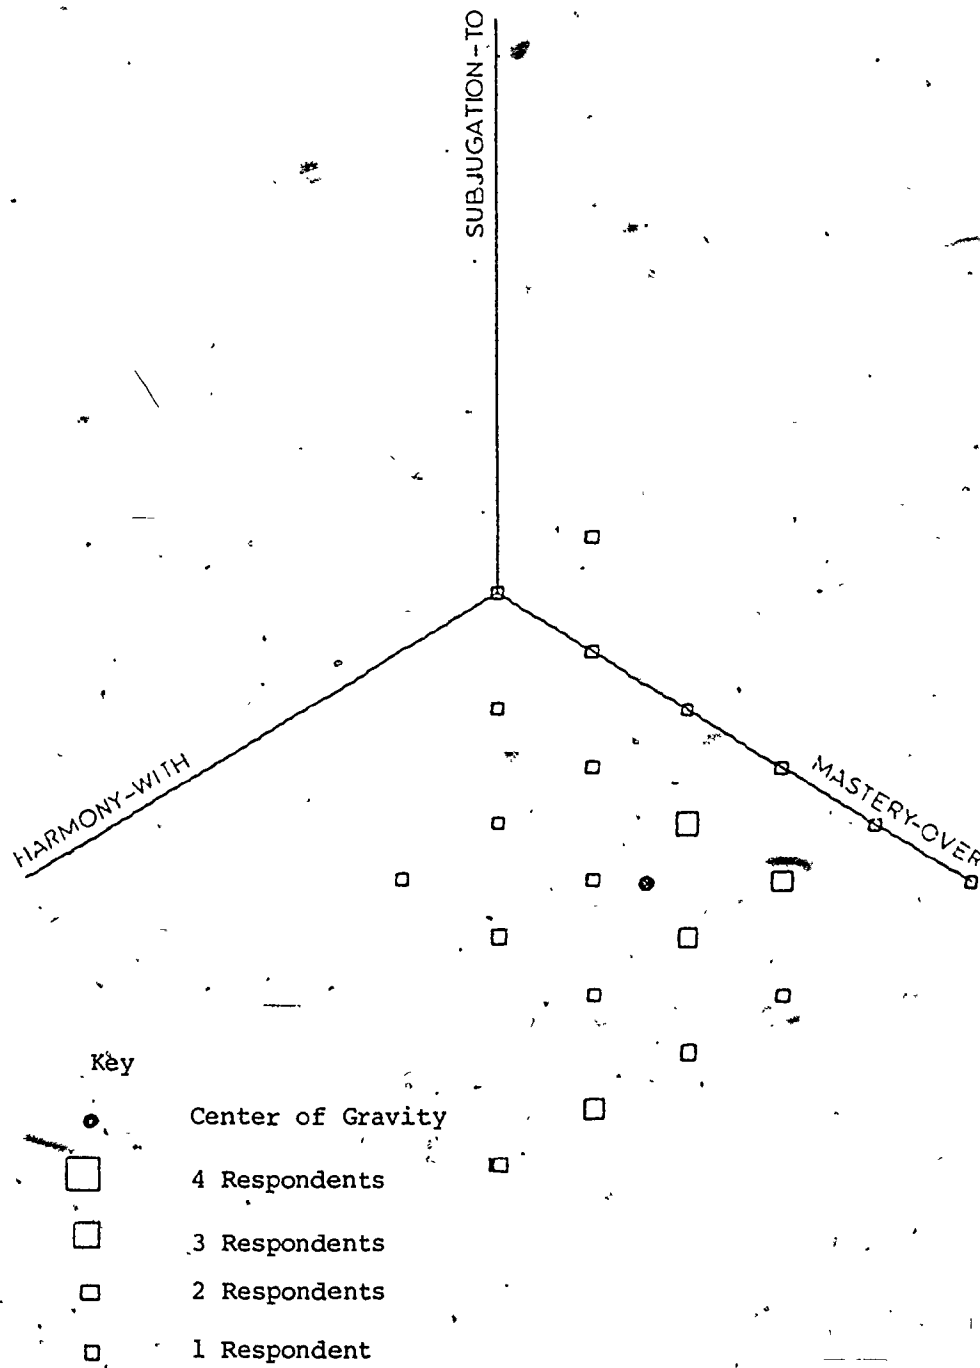 SUBJUGATION-TO
HARMONY-WITH
MASTERY-OVER
Key
Center of Gravity
4 Respondents
3 Respondents
2 Respondents
1 Respondent